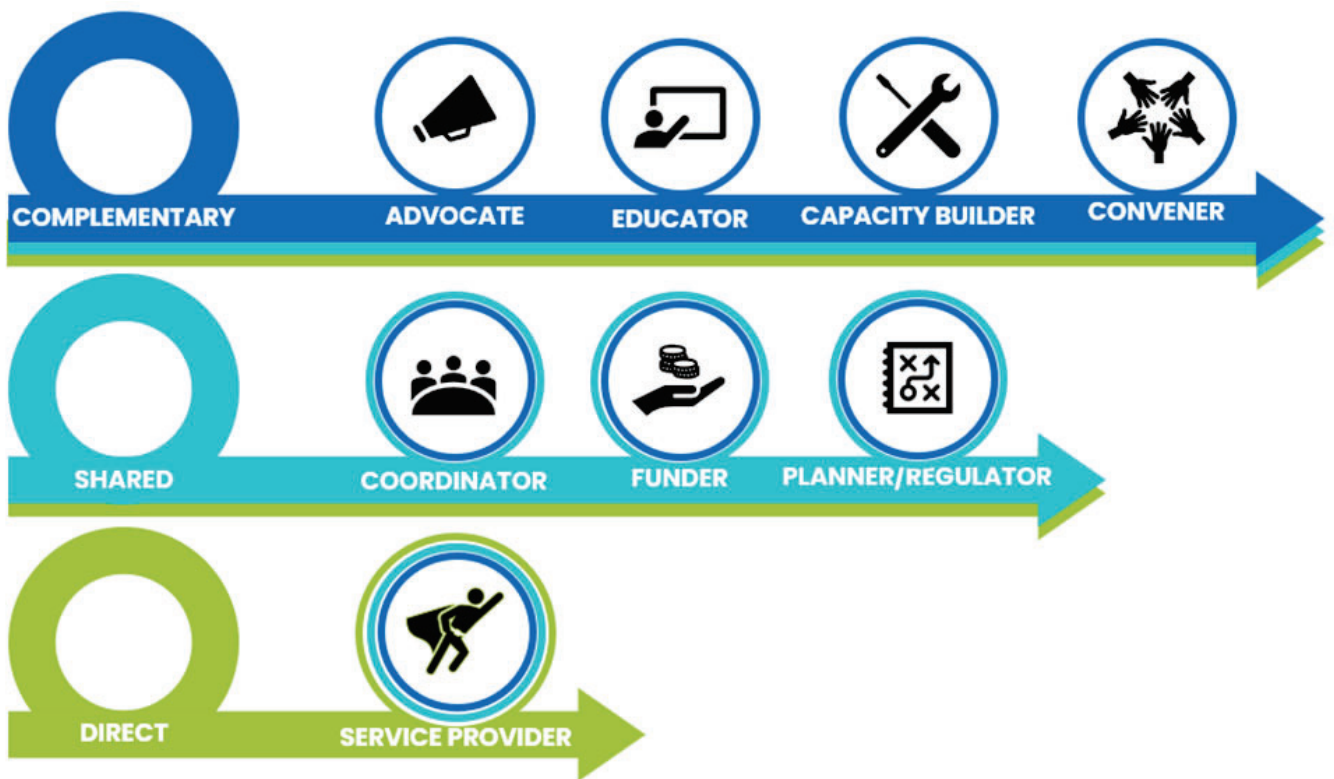 COMPLEMENTARY ADVOCATE EDUCATOR CAPACITY BUILDER CONVENER
SHARED COORDINATOR FUNDER PLANNER/REGULATOR
DIRECT SERVICE PROVIDER